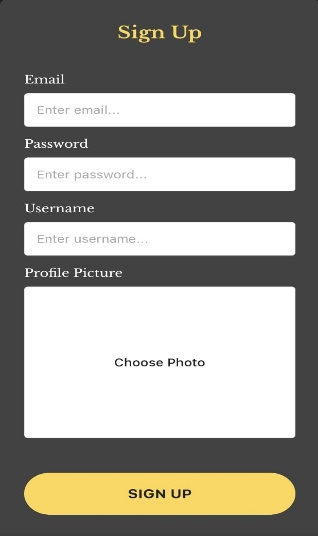 Sign Up
Email
Enter email...
Password
Enter password...
Username
Enter username...
Profile Picture
Choose Photo
SIGN UP